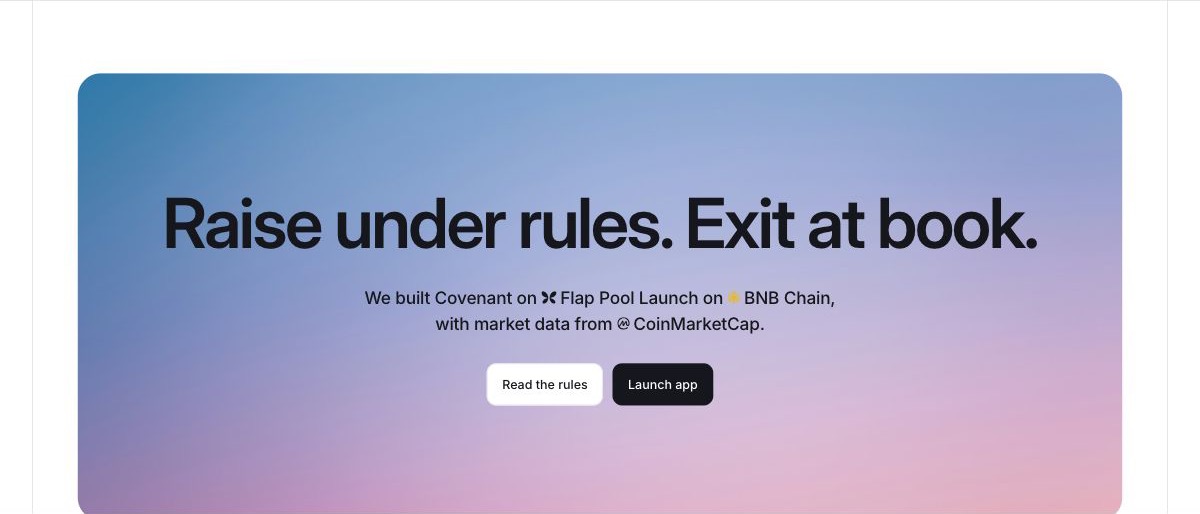 Raise under rules. Exit at book.
We built Covenant on Flap Pool Launch on BNB Chain,
with market data from CoinMarketCap.
Read the rules
Launch app